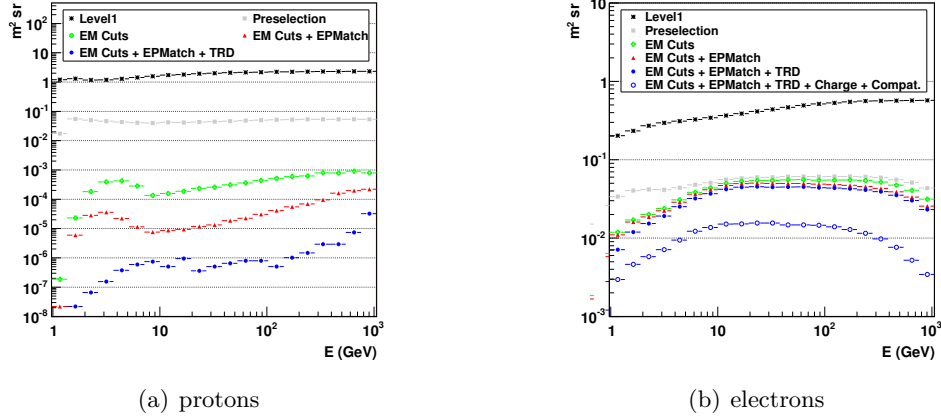 m² sr
10²
10
1
10⁻¹
10⁻²
10⁻³
10⁻⁴
10⁻⁵
10⁻⁶
10⁻⁷
10⁻⁸
Level1
Preselection
EM Cuts
EM Cuts + EPMatch
EM Cuts + EPMatch + TRD
1
10
10²
10³
E (GeV)
(a) protons
m² sr
10
1
10⁻¹
10⁻²
10⁻³
Level1
Preselection
EM Cuts
EM Cuts + EPMatch
EM Cuts + EPMatch + TRD
EM Cuts + EPMatch + TRD + Charge + Compat.
1
10
10²
10³
E (GeV)
(b) electrons